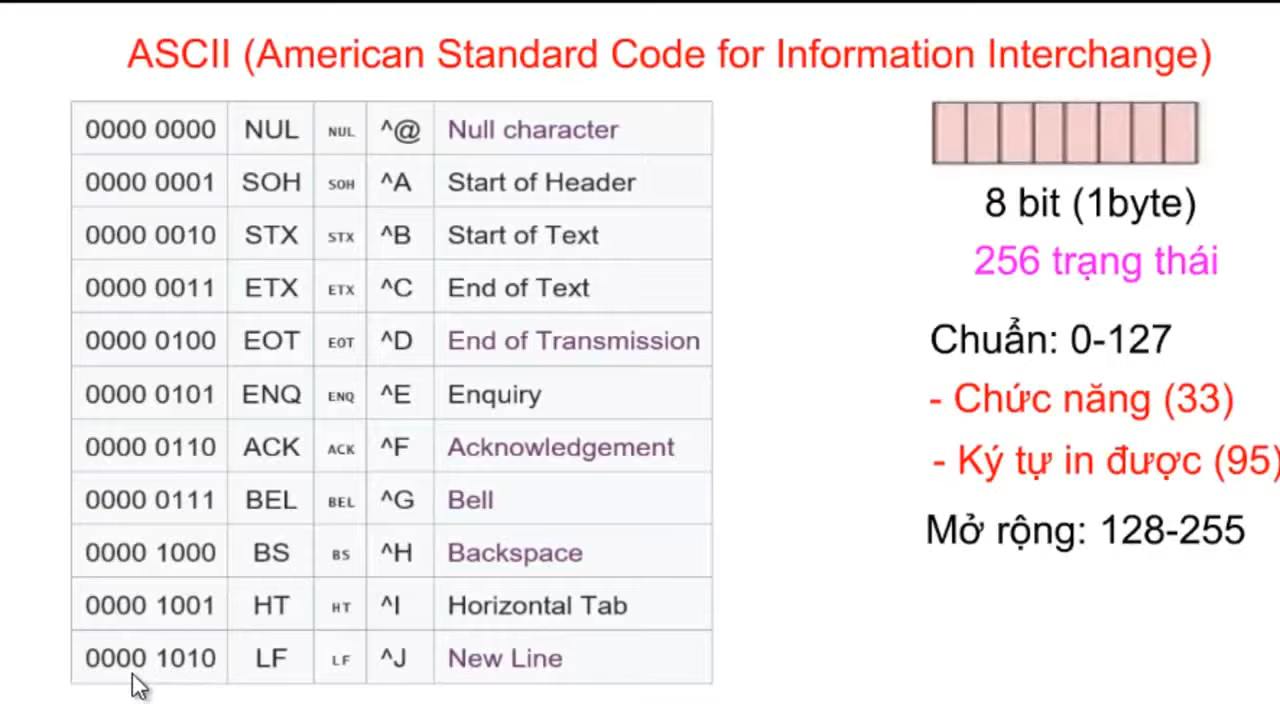 ASCII (American Standard Code for Information Interchange)
0000 0000 NUL NUL ^@ Null character
0000 0001 SOH SOH ^A Start of Header
0000 0010 STX STX ^B Start of Text
0000 0011 ETX ETX ^C End of Text
0000 0100 EOT EOT ^D End of Transmission
0000 0101 ENQ ENQ ^E Enquiry
0000 0110 ACK ACK ^F Acknowledgement
0000 0111 BEL BEL ^G Bell
0000 1000 BS BS ^H Backspace
0000 1001 HT HT ^I Horizontal Tab
0000 1010 LF LF ^J New Line
8 bit (1byte)
256 trạng thái
Chuẩn: 0-127
- Chức năng (33)
- Ký tự in được (95)
Mở rộng: 128-255